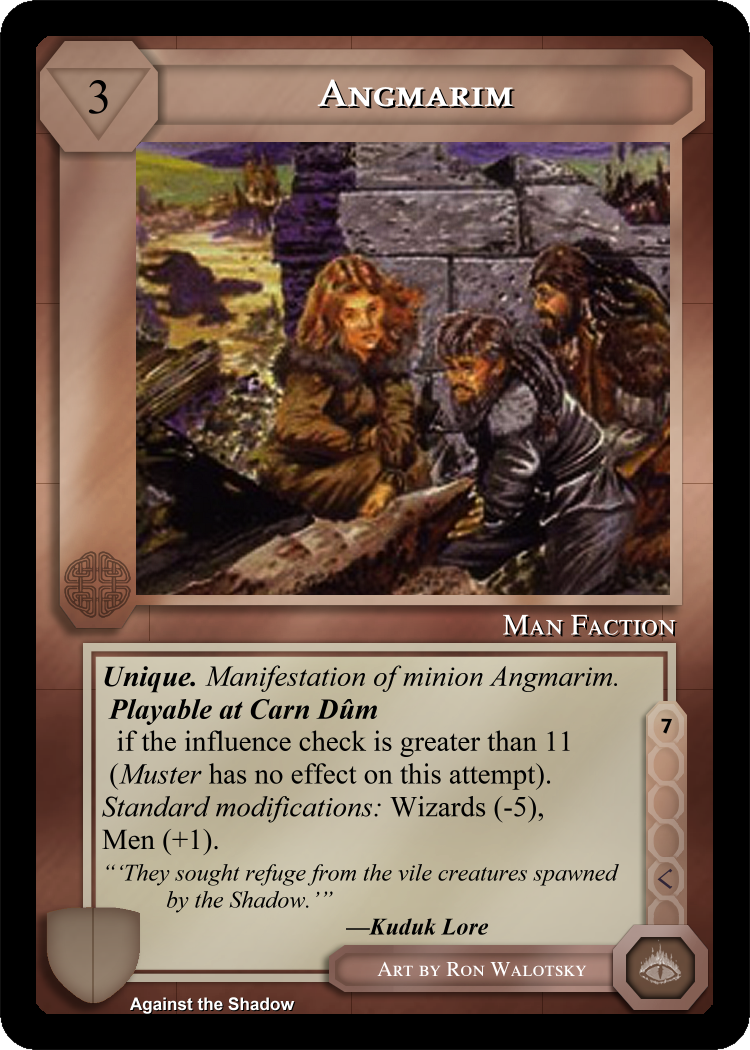 3
Angmarim
Man Faction
Unique. Manifestation of minion Angmarim.
Playable at Carn Dûm
if the influence check is greater than 11
(Muster has no effect on this attempt).
Standard modifications: Wizards (-5),
Men (+1).
7
“‘They sought refuge from the vile creatures spawned
by the Shadow.’”
—Kuduk Lore
Art by Ron Walotsky
Against the Shadow